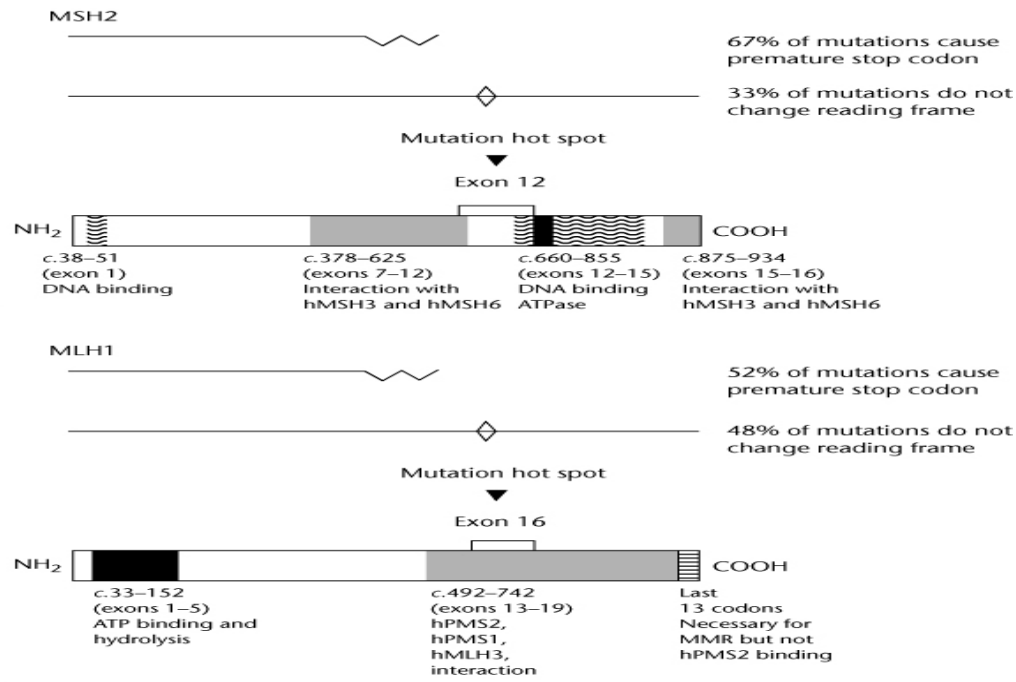 MSH2
67% of mutations cause
premature stop codon
33% of mutations do not
change reading frame
Mutation hot spot
Exon 12
NH2
COOH
c.38–51
(exon 1)
DNA binding
c.378–625
(exons 7–12)
Interaction with
hMSH3 and hMSH6
c.660–855
(exons 12–15)
DNA binding
ATPase
c.875–934
(exons 15–16)
Interaction with
hMSH3 and hMSH6
MLH1
52% of mutations cause
premature stop codon
48% of mutations do not
change reading frame
Mutation hot spot
Exon 16
NH2
COOH
c.33–152
(exons 1–5)
ATP binding and
hydrolysis
c.492–742
(exons 13–19)
hPMS2,
hPMS1,
hMLH3,
interaction
Last
13 codons
Necessary for
MMR but not
hPMS2 binding